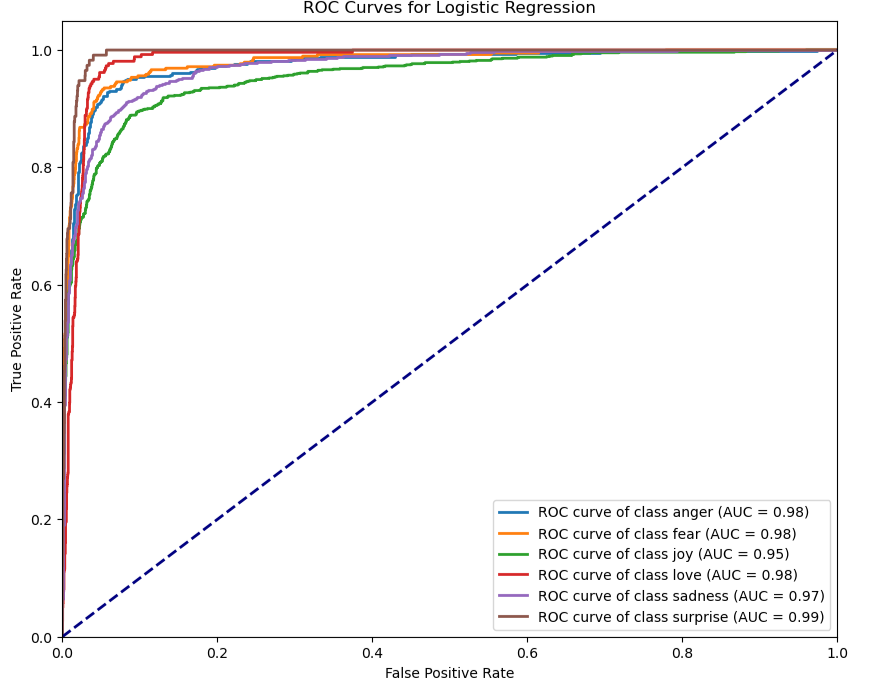 ROC Curves for Logistic Regression
1.0
0.8
0.6
0.4
0.2
0.0
True Positive Rate
ROC curve of class anger (AUC = 0.98)
ROC curve of class fear (AUC = 0.98)
ROC curve of class joy (AUC = 0.95)
ROC curve of class love (AUC = 0.98)
ROC curve of class sadness (AUC = 0.97)
ROC curve of class surprise (AUC = 0.99)
0.0 0.2 0.4 0.6 0.8 1.0
False Positive Rate